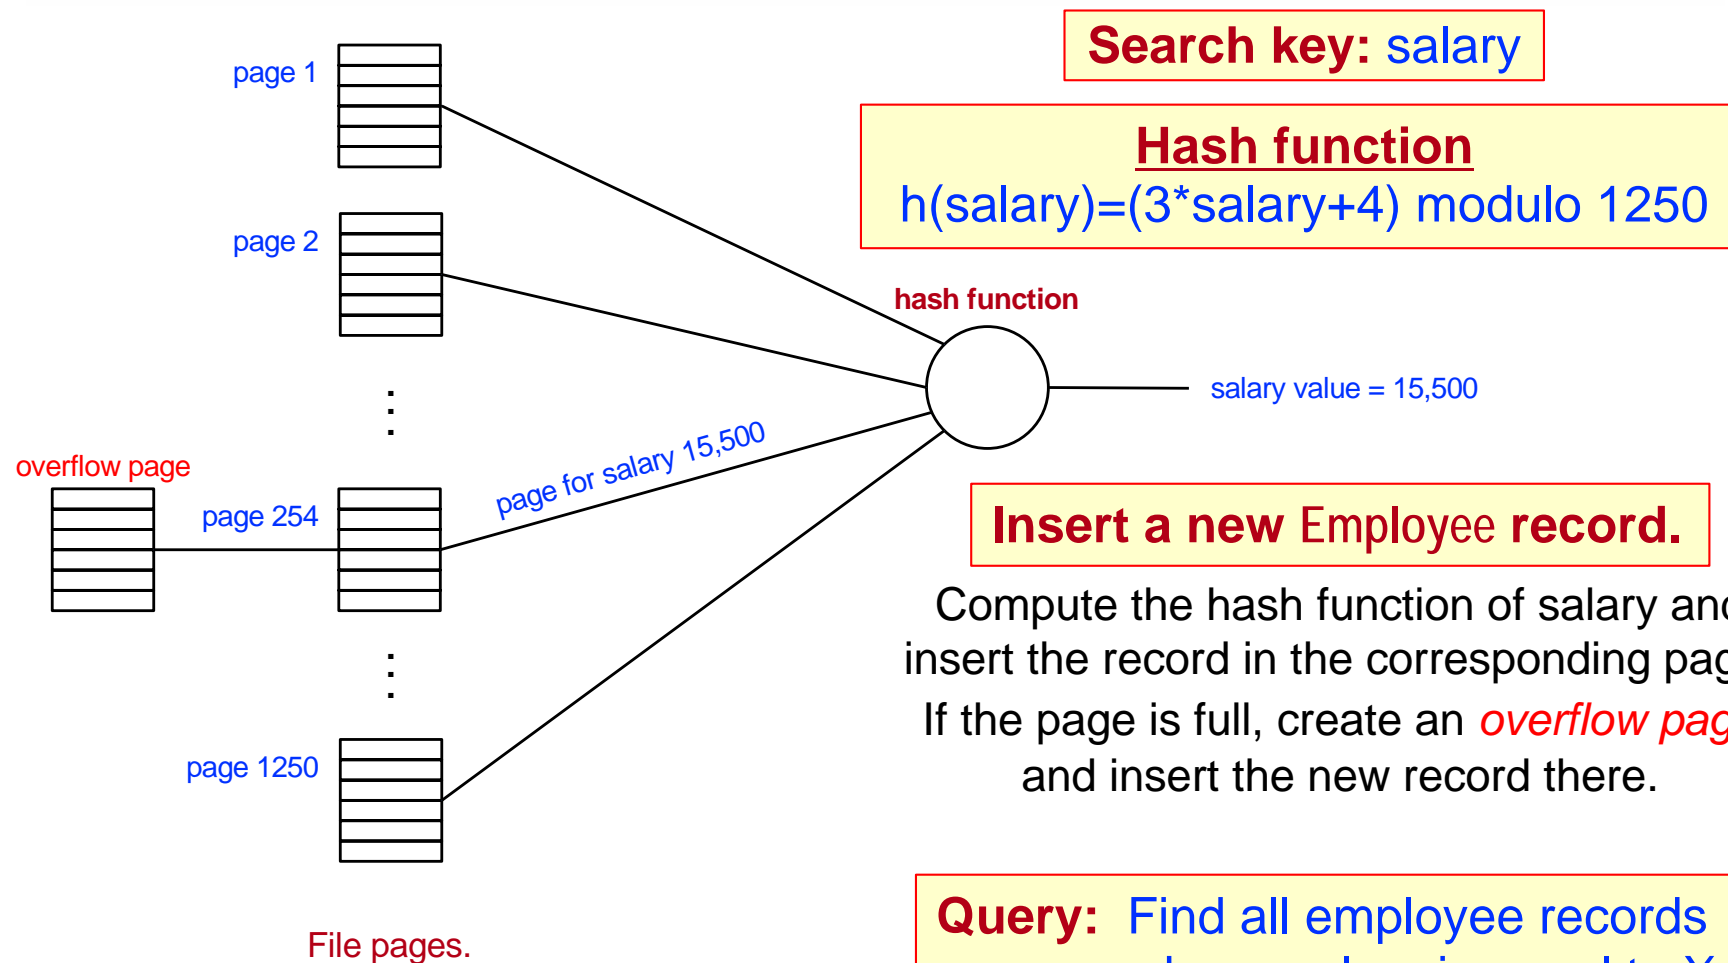 Search key: salary
page 1
Hash function
h(salary)=(3*salary+4) modulo 1250
page 2
hash function
salary value = 15,500
page for salary 15,500
overflow page
page 254
Insert a new Employee record.
Compute the hash function of salary and
insert the record in the corresponding
If the page is full, create an overflow
and insert the new record there.
page 1250
Query: Find all employee records
File pages.